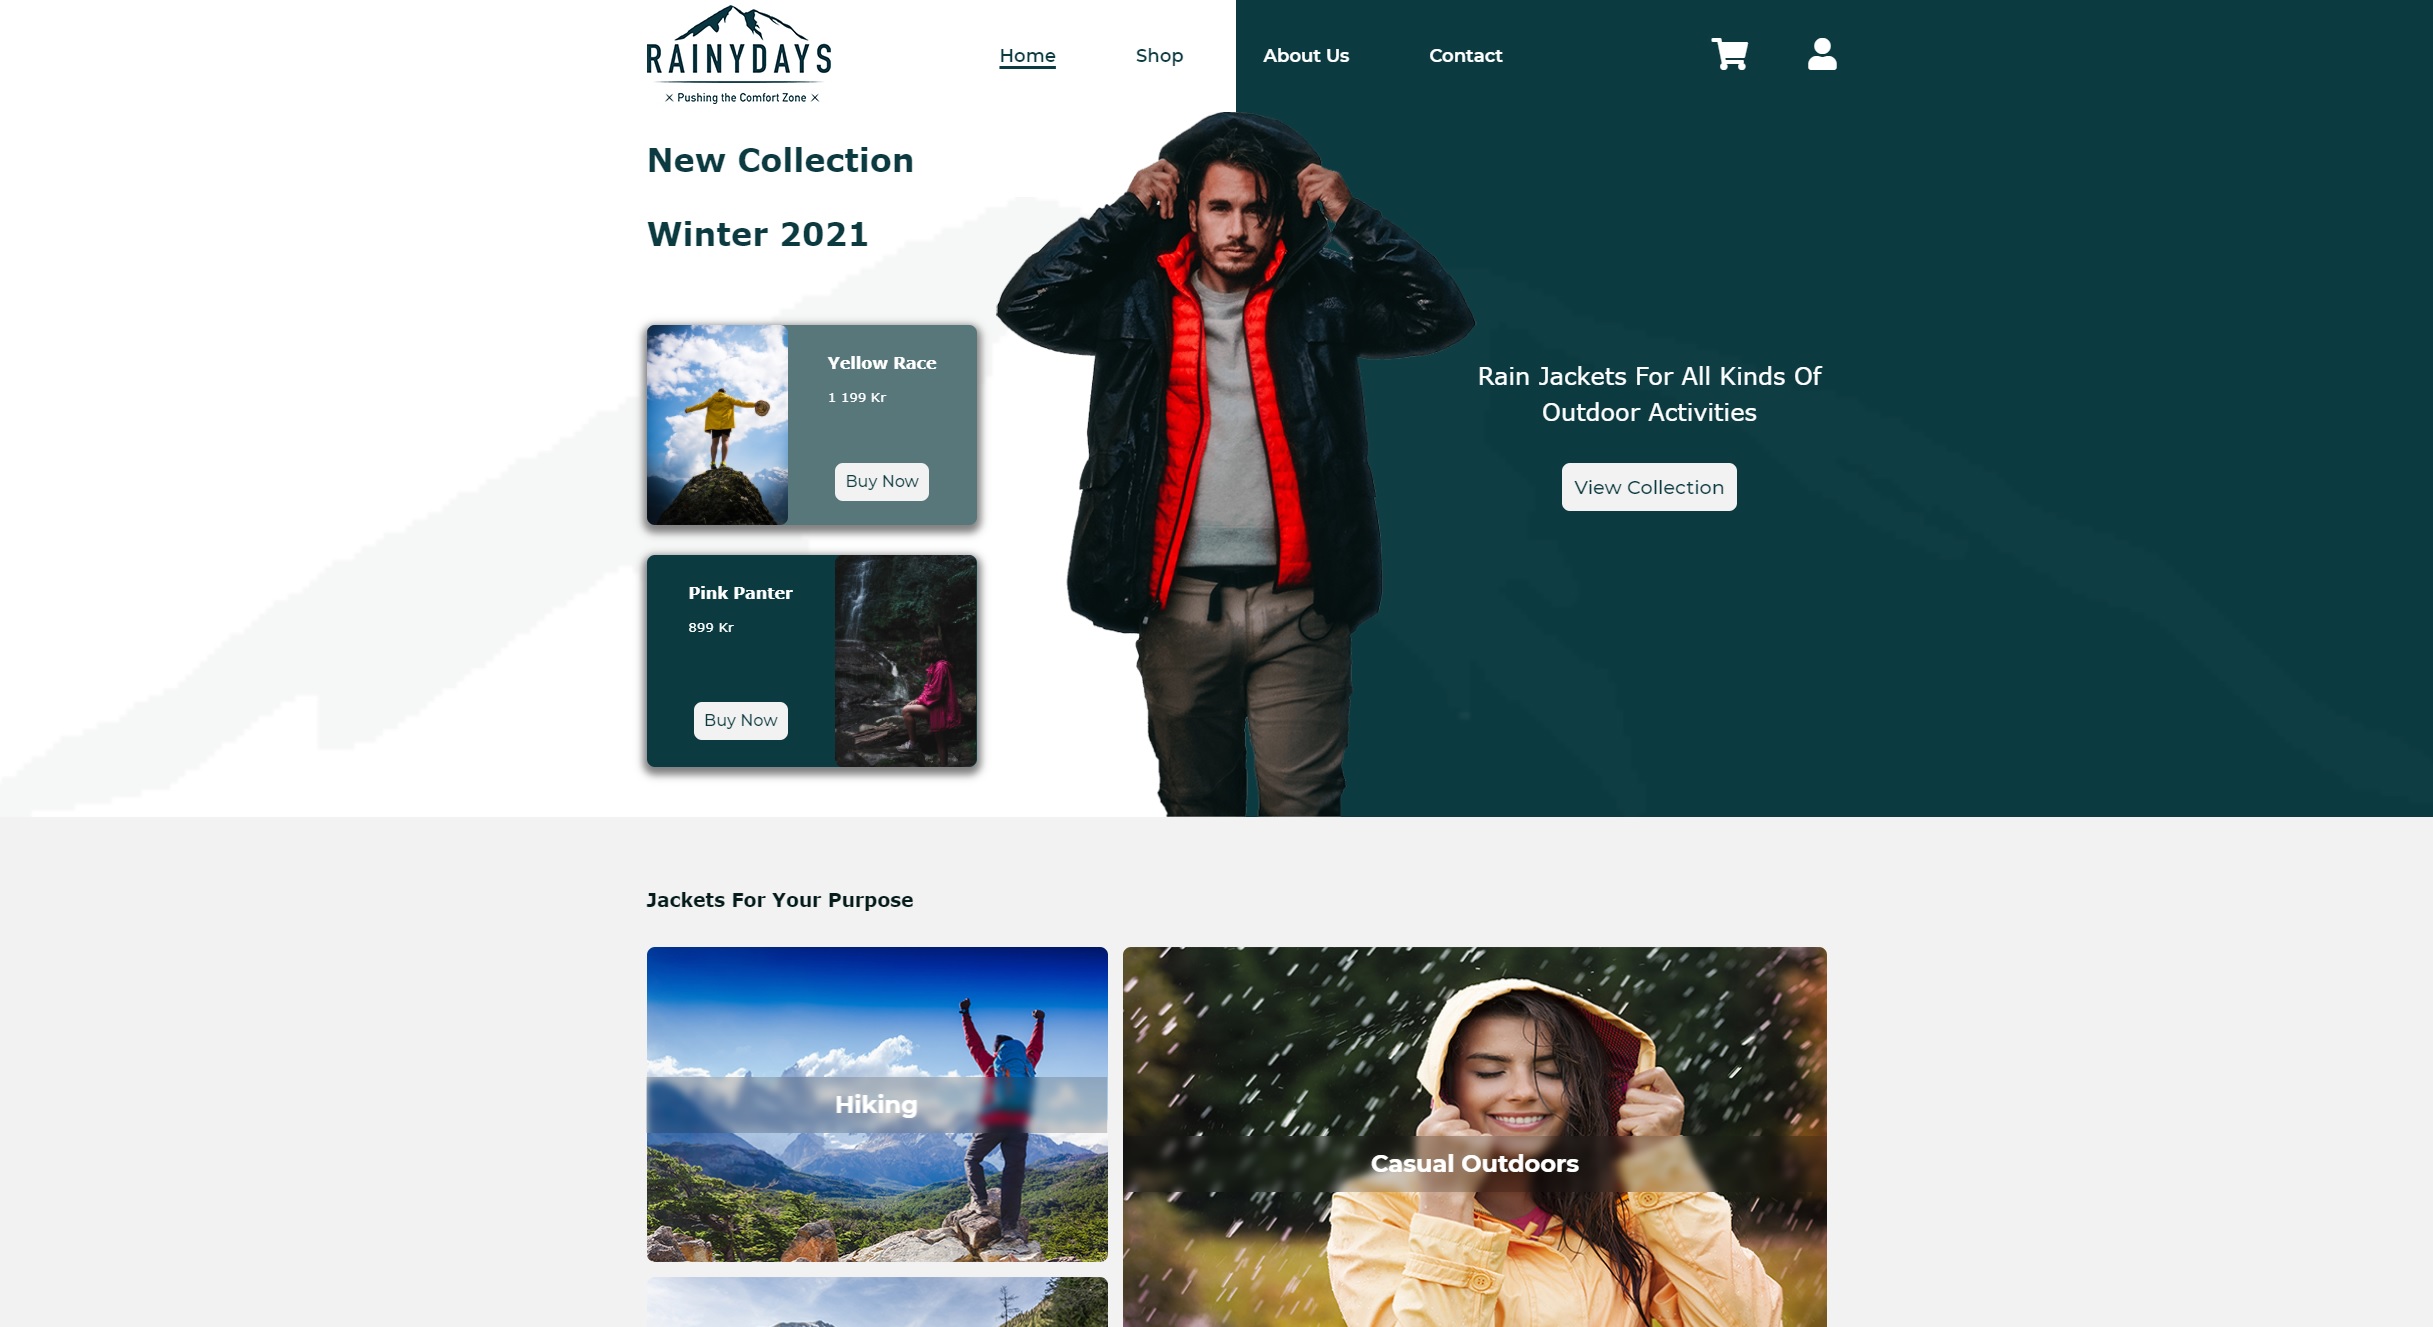 RAINYDAYS
× Pushing the Comfort Zone ×
Home
Shop
About Us
Contact
New Collection
Winter 2021
Yellow Race
1 199 Kr
Buy Now
Pink Panter
899 Kr
Buy Now
Rain Jackets For All Kinds Of
Outdoor Activities
View Collection
Jackets For Your Purpose
Hiking
Casual Outdoors